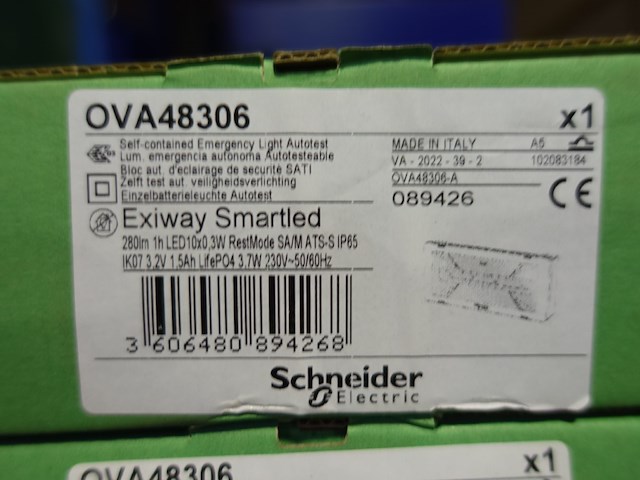 OVA48306 x1
Self-contained Emergency Light Autotest
Lum. emergencia autonoma Autotesteable
Bloc aut. d'eclairage de securité SATI
Zelft test aut. veiligheidsverlichting
Einzelbatterieleuchte Autotest
MADE IN ITALY A5
VA - 2022 - 39 - 2 102083184
OVA48306-A
089426
CE
Exiway Smartled
280lm 1h LED10x0,3W RestMode SA/M ATS-S IP65
IK07 3,2V 1,5Ah LifePO4 3.7W 230V~50/60Hz
3 606480 894268
Schneider
Electric
OVA48306 x1